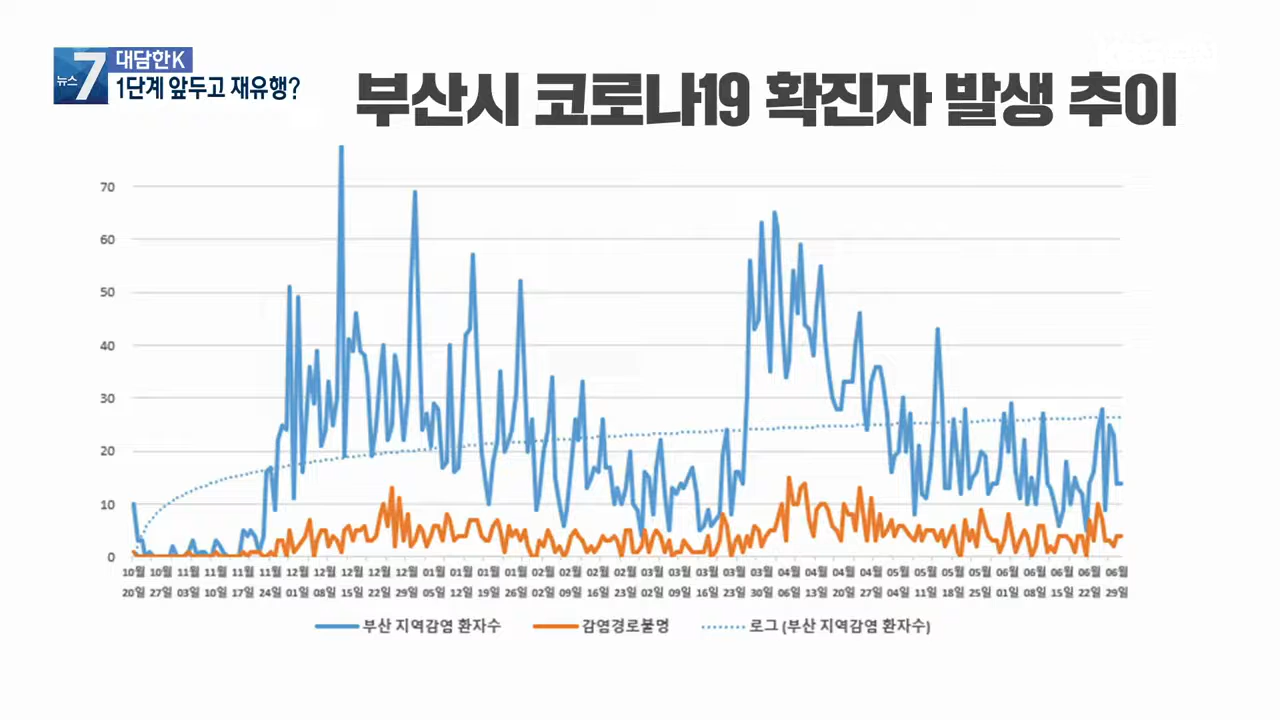 대담한K
뉴스 7
1단계 앞두고 재유행?
부산시 코로나19 확진자 발생 추이
70
60
50
40
30
20
10
0
10월 10월 11월 11월 11월 11월 12월 12월 12월 12월 12월 01월 01월 01월 01월 02월 02월 02월 02월 03월 03월 03월 03월 03월 04월 04월 04월 04월 05월 05월 05월 05월 06월 06월 06월 06월 06월
20일 27일 03일 10일 17일 24일 01일 08일 15일 22일 29일 05일 12일 19일 26일 02일 09일 16일 23일 02일 09일 16일 23일 30일 06일 13일 20일 27일 04일 11일 18일 25일 01일 08일 15일 22일 29일
부산 지역감염 환자수 감염경로불명 로그 (부산 지역감염 환자수)